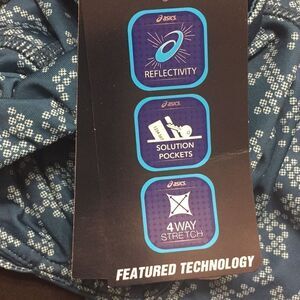 asics
REFLECTIVITY
asics
SOLUTION
POCKETS
asics
4WAY
STRETCH
FEATURED TECHNOLOGY